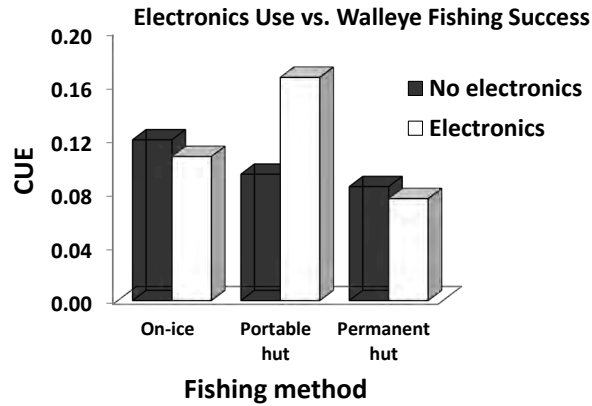 Electronics Use vs. Walleye Fishing Success
0.20
0.16
0.12
0.08
0.04
0.00
CUE
No electronics
Electronics
On-ice
Portable
hut
Permanent
hut
Fishing method